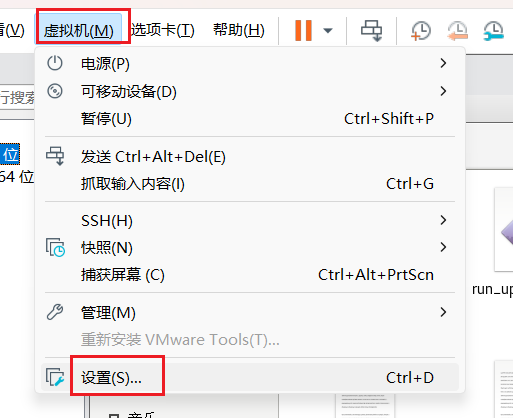 (V) 虚拟机(M) 选项卡(T) 帮助(H)
电源(P)
行搜索
可移动设备(D)
暂停(U) Ctrl+Shift+P
位
发送 Ctrl+Alt+Del(E)
64 位
抓取输入内容(I) Ctrl+G
SSH(H)
快照(N)
捕获屏幕 (C) Ctrl+Alt+PrtScn
run_up
管理(M)
重新安装 VMware Tools(T)...
设置(S)... Ctrl+D
音乐